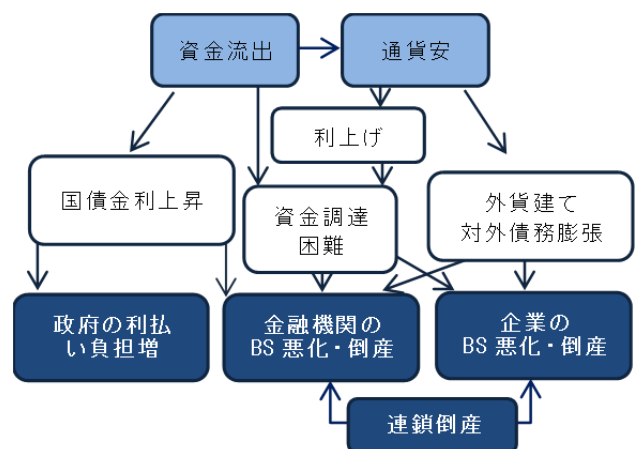 資金流出
通貨安
利上げ
国債金利上昇
資金調達
困難
外貨建て
対外債務膨張
政府の利払
い負担増
金融機関の
BS 悪化・倒産
企業の
BS 悪化・倒産
連鎖倒産